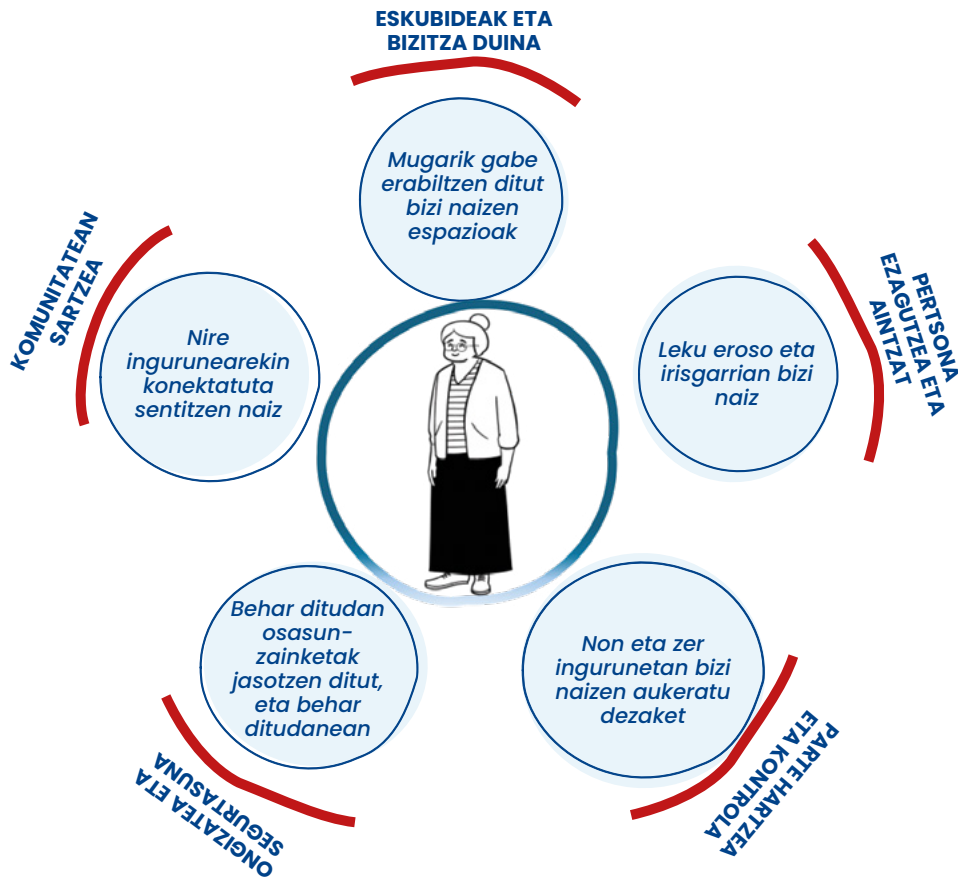 ESKUBIDEAK ETA
BIZITZA DUINA
Mugarik gabe
erabiltzen ditut
bizi naizen
espazioak
KOMUNITATEAN
SARTZEA
Nire
ingurunearekin
konektatuta
sentitzen naiz
PERTSONA
EZAGUTZEA ETA
AINTZAT
Leku eroso eta
irisgarrian bizi
naiz
Behar ditudan
osasun-
zainketak
jasotzen ditut,
eta behar
ditudanean
ONGIZATEA ETA
SEGURTASUNA
Non eta zer
ingurunetan bizi
naizen aukeratu
dezaket
PARTE HARTZEA
ETA KONTROLA